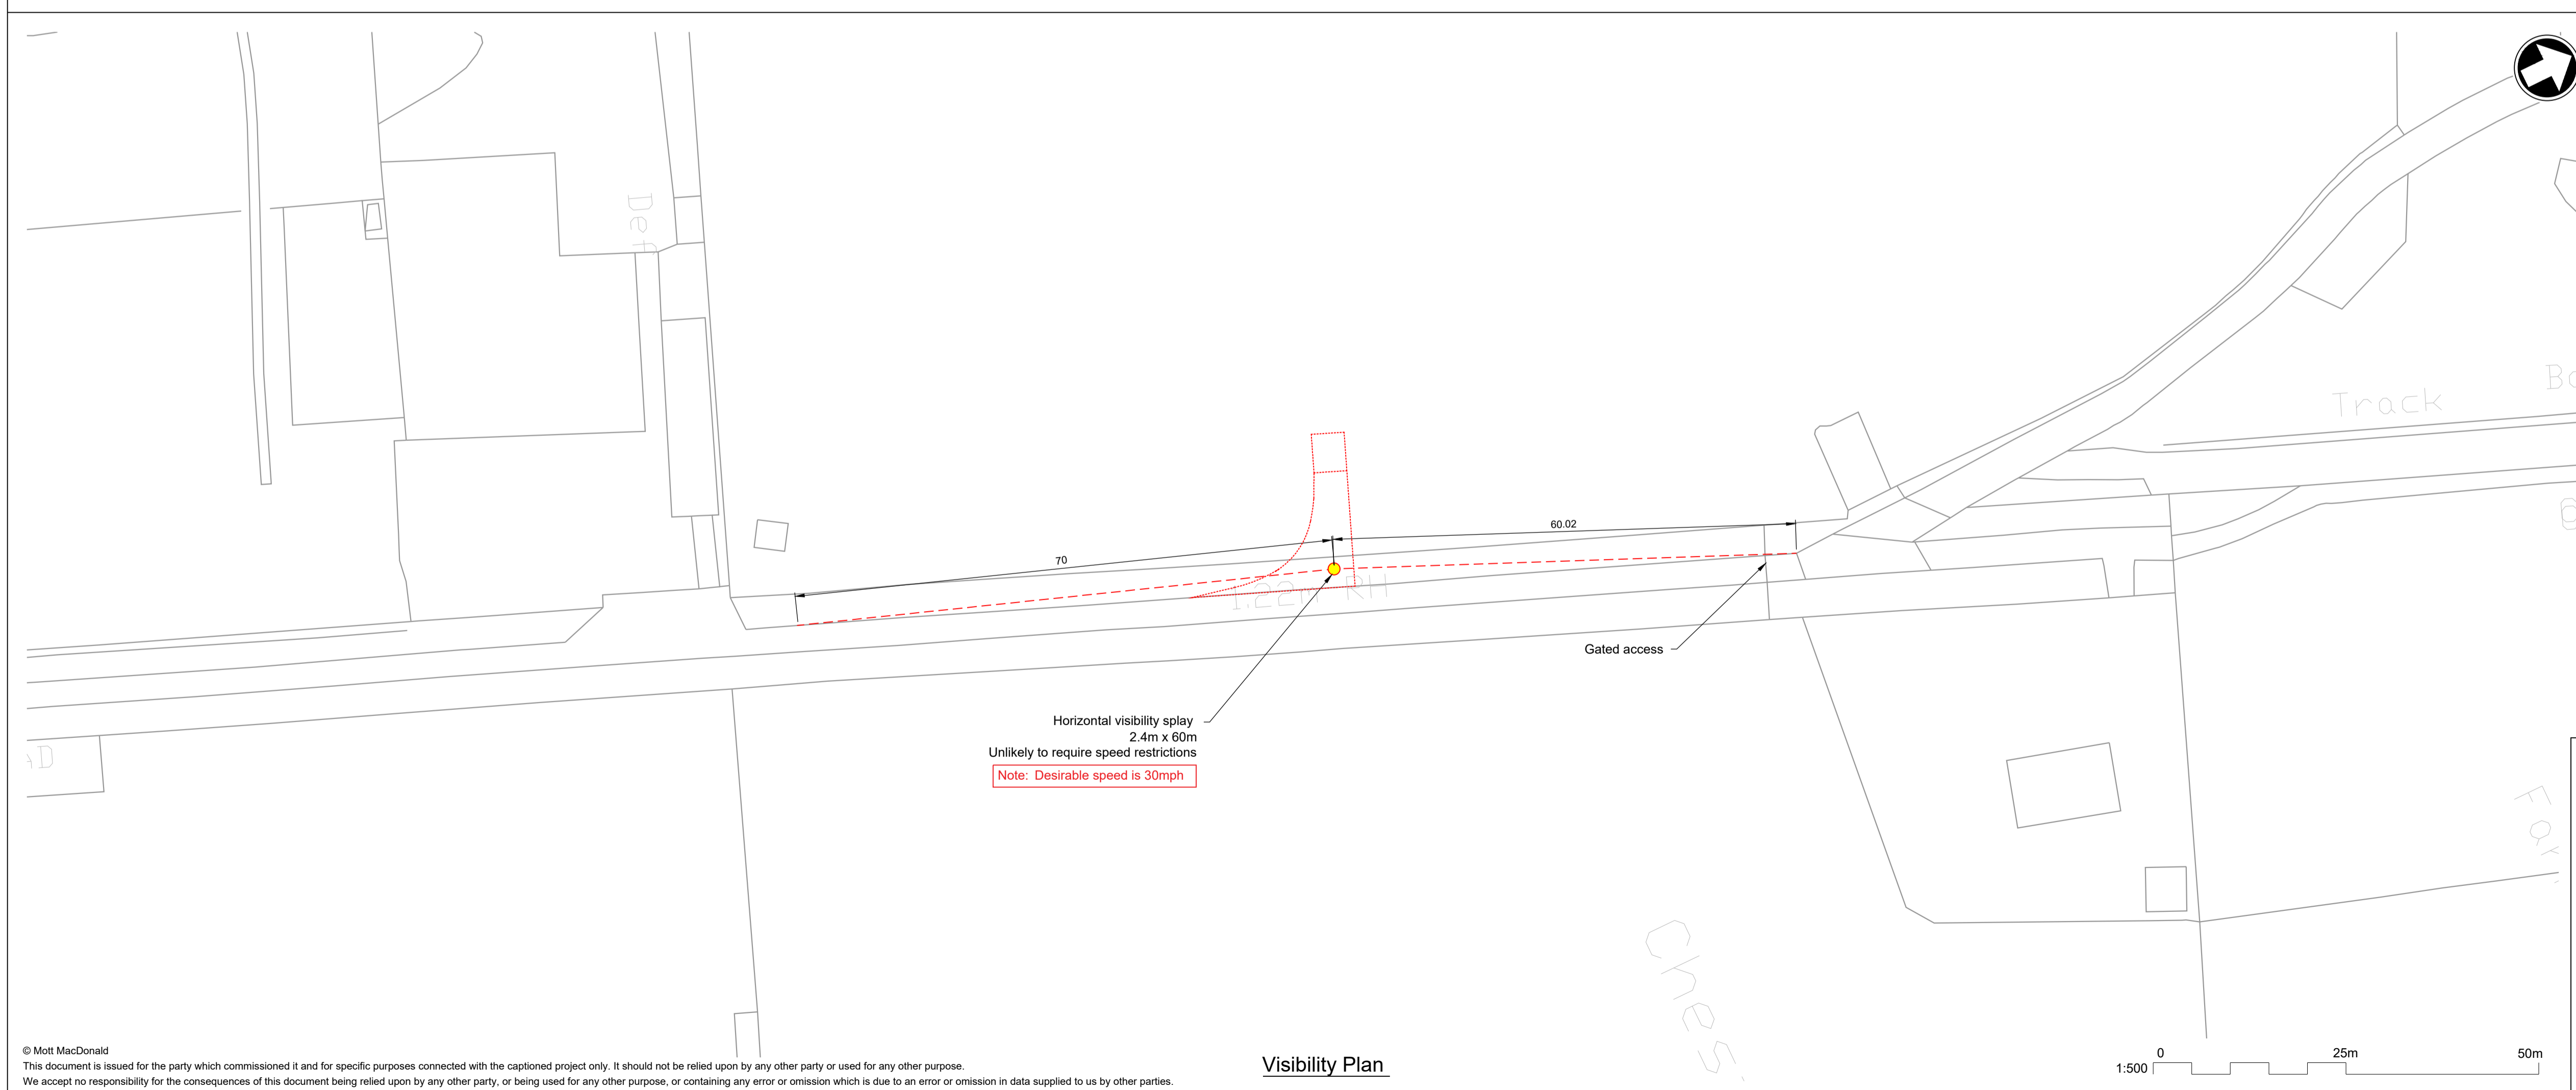 Det
Track
70
60.02
1.22m RH
Gated access
Horizontal visibility splay
2.4m x 60m
Unlikely to require speed restrictions
Note: Desirable speed is 30mph
Ches
© Mott MacDonald
This document is issued for the party which commissioned it and for specific purposes connected with the captioned project only. It should not be relied upon by any other party or used for any other purpose.
We accept no responsibility for the consequences of this document being relied upon by any other party, or being used for any other purpose, or containing any error or omission which is due to an error or omission in data supplied to us by other parties.
Visibility Plan
0 25m 50m
1:500